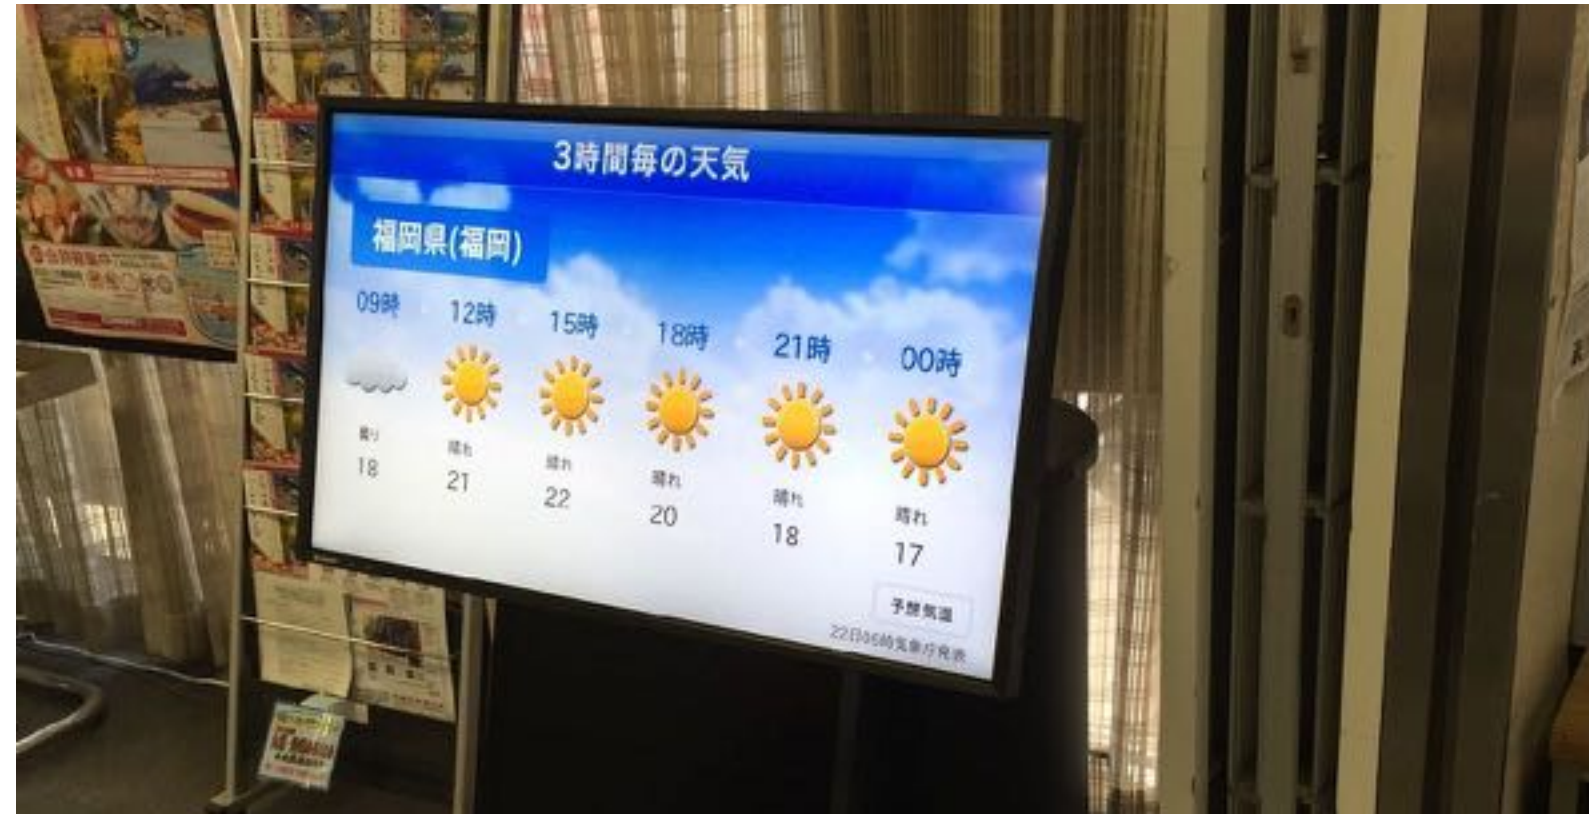 3時間毎の天気
福岡県(福岡)
09時 12時 15時 18時 21時 00時
曇り 晴れ 晴れ 晴れ 晴れ 晴れ
18 21 22 20 18 17
予想気温
22日06時気象庁発表